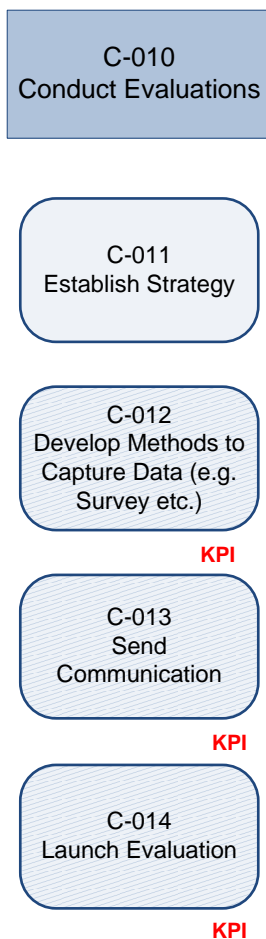 C-010
Conduct Evaluations
C-011
Establish Strategy
C-012
Develop Methods to
Capture Data (e.g.
Survey etc.)
KPI
C-013
Send
Communication
KPI
C-014
Launch Evaluation
KPI